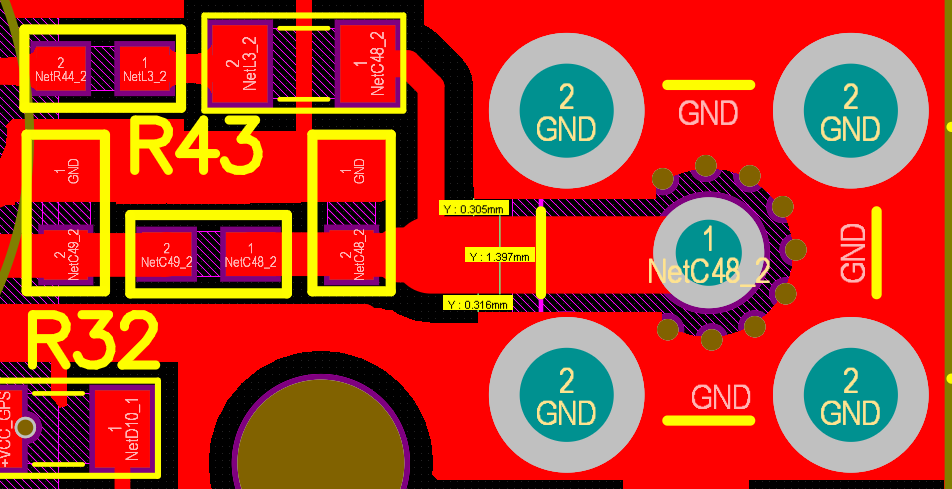 2
NetR44_2
1
NetL3_2
2
NetL3_2
1
NetC48_2
R43
1
GND
1
GND
2
NetC49_2
2
NetC49_2
1
NetC48_2
2
NetC48_2
Y : 0.305mm
Y : 1.397mm
Y : 0.316mm
2
GND
GND
2
GND
1
NetC48_2
GND
2
GND
GND
2
GND
R32
+VCC_GPS
1
NetD10_1